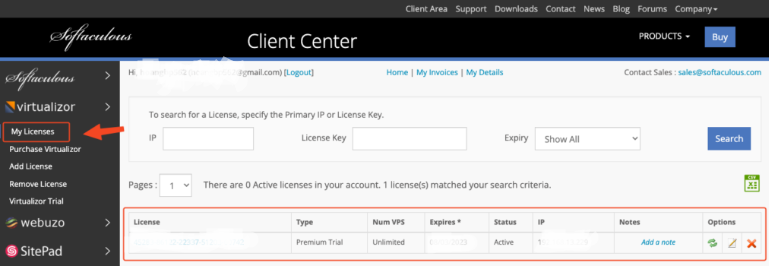 Client Area Support Downloads Contact News Blog Forums Company
Softaculous Client Center PRODUCTS Buy
Softaculous
Hi, @gmail.com) [Logout] Home | My Invoices | My Details Contact Sales : sales@softaculous.com
virtualizor
My Licenses
Purchase Virtualizor
Add License
Remove License
Virtualizor Trial
webuzo
SitePad
To search for a License, specify the Primary IP or License Key.
IP License Key Expiry Show All Search
Pages : 1 There are 0 Active licenses in your account. 1 license(s) matched your search criteria.
License Type Num VPS Expires * Status IP Notes Options
Premium Trial Unlimited Active Add a note